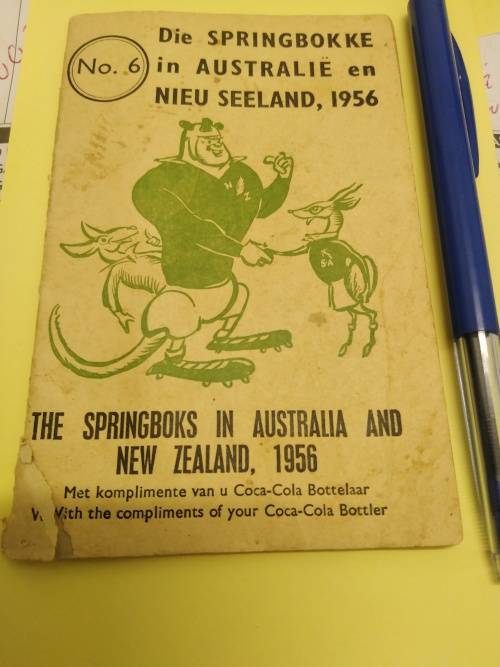 No. 6
Die SPRINGBOKKE
in AUSTRALIË en
NIEU SEELAND, 1956
N Z
SA
THE SPRINGBOKS IN AUSTRALIA AND
NEW ZEALAND, 1956
Met komplimente van u Coca-Cola Bottelaar
With the compliments of your Coca-Cola Bottler